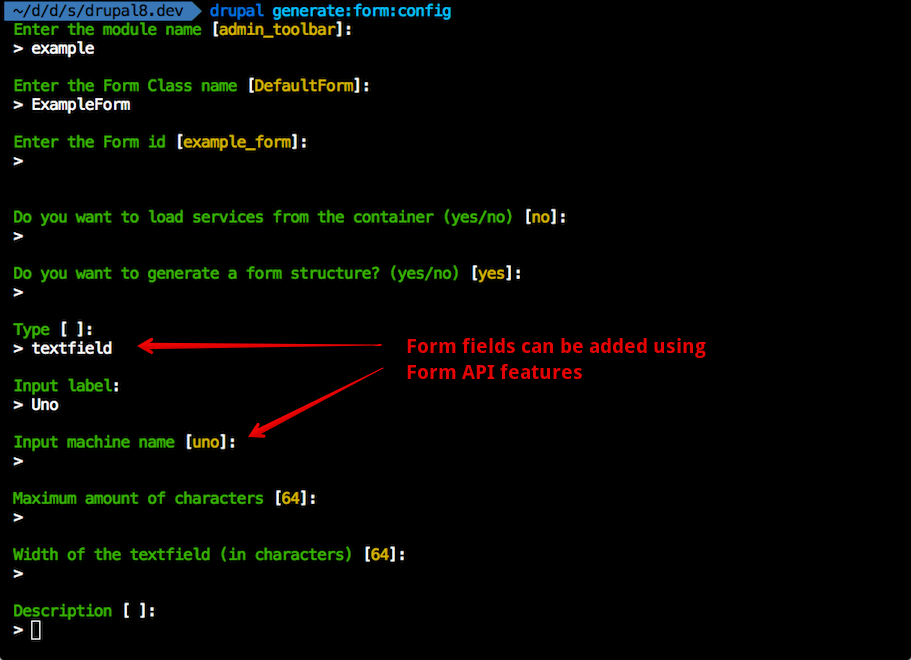 ~/d/d/s/drupal8.dev drupal generate:form:config
Enter the module name [admin_toolbar]:
> example
Enter the Form Class name [DefaultForm]:
> ExampleForm
Enter the Form id [example_form]:
>
Do you want to load services from the container (yes/no) [no]:
>
Do you want to generate a form structure? (yes/no) [yes]:
>
Type [ ]:
> textfield
Form fields can be added using
Form API features
Input label:
> Uno
Input machine name [uno]:
>
Maximum amount of characters [64]:
>
Width of the textfield (in characters) [64]:
>
Description [ ]:
>